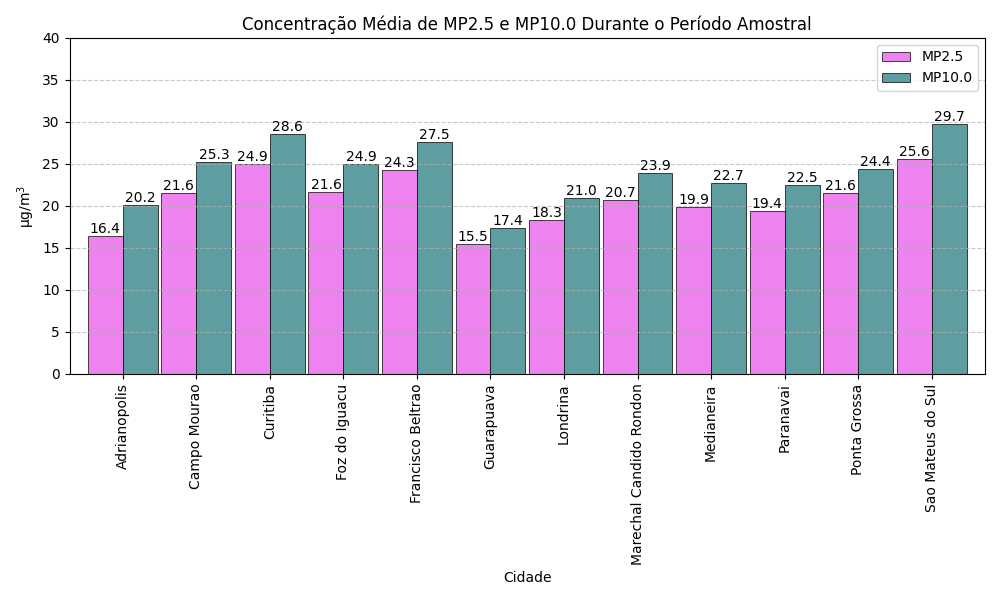 Concentração Média de MP2.5 e MP10.0 Durante o Período Amostral
MP2.5
MP10.0
µg/m³
40
35
30
25
20
15
10
5
0
16.4 20.2 21.6 25.3 24.9 28.6 21.6 24.9 24.3 27.5 15.5 17.4 18.3 21.0 20.7 23.9 19.9 22.7 19.4 22.5 21.6 24.4 25.6 29.7
Adrianopolis
Campo Mourao
Curitiba
Foz do Iguacu
Francisco Beltrao
Guarapuava
Londrina
Marechal Candido Rondon
Medianeira
Paranavai
Ponta Grossa
Sao Mateus do Sul
Cidade